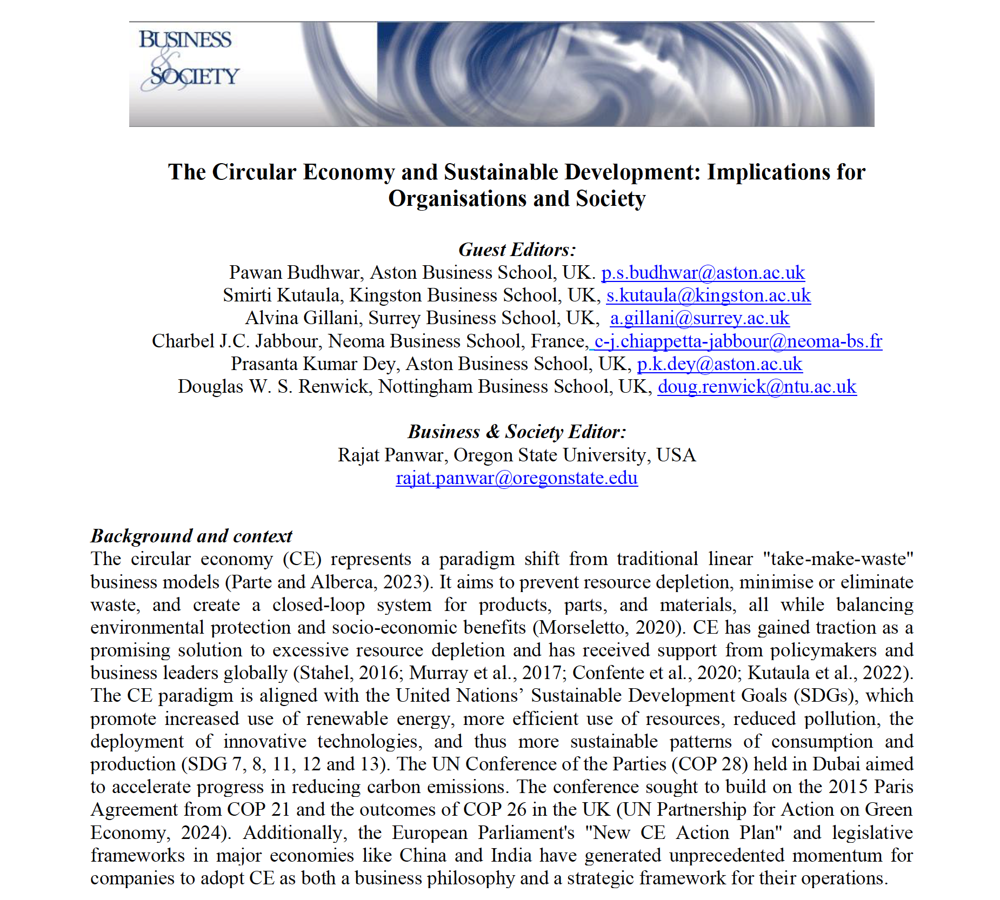 BUSINESS
&
SOCIETY
The Circular Economy and Sustainable Development: Implications for
Organisations and Society
Guest Editors:
Pawan Budhwar, Aston Business School, UK. p.s.budhwar@aston.ac.uk
Smirti Kutaula, Kingston Business School, UK, s.kutaula@kingston.ac.uk
Alvina Gillani, Surrey Business School, UK, a.gillani@surrey.ac.uk
Charbel J.C. Jabbour, Neoma Business School, France, c-j.chiappetta-jabbour@neoma-bs.fr
Prasanta Kumar Dey, Aston Business School, UK, p.k.dey@aston.ac.uk
Douglas W. S. Renwick, Nottingham Business School, UK, doug.renwick@ntu.ac.uk
Business & Society Editor:
Rajat Panwar, Oregon State University, USA
rajat.panwar@oregonstate.edu
Background and context
The circular economy (CE) represents a paradigm shift from traditional linear "take-make-waste"
business models (Parte and Alberca, 2023). It aims to prevent resource depletion, minimise or eliminate
waste, and create a closed-loop system for products, parts, and materials, all while balancing
environmental protection and socio-economic benefits (Morseletto, 2020). CE has gained traction as a
promising solution to excessive resource depletion and has received support from policymakers and
business leaders globally (Stahel, 2016; Murray et al., 2017; Confente et al., 2020; Kutaula et al., 2022).
The CE paradigm is aligned with the United Nations’ Sustainable Development Goals (SDGs), which
promote increased use of renewable energy, more efficient use of resources, reduced pollution, the
deployment of innovative technologies, and thus more sustainable patterns of consumption and
production (SDG 7, 8, 11, 12 and 13). The UN Conference of the Parties (COP 28) held in Dubai aimed
to accelerate progress in reducing carbon emissions. The conference sought to build on the 2015 Paris
Agreement from COP 21 and the outcomes of COP 26 in the UK (UN Partnership for Action on Green
Economy, 2024). Additionally, the European Parliament's "New CE Action Plan" and legislative
frameworks in major economies like China and India have generated unprecedented momentum for
companies to adopt CE as both a business philosophy and a strategic framework for their operations.